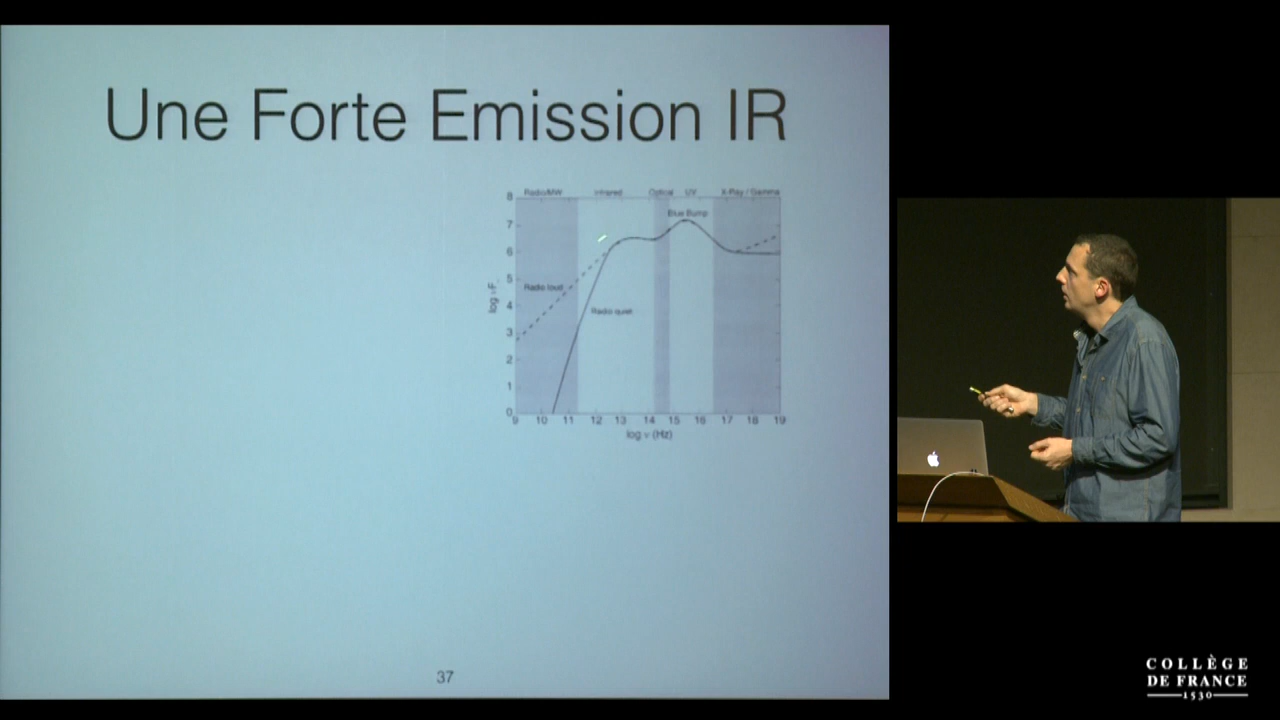 Une Forte Emission IR
Radio/MW Infrared Optical UV X-Ray / Gamma
Blue Bump
8
7
6
5
4
3
2
1
0
log νF
Radio loud
Radio quiet
9 10 11 12 13 14 15 16 17 18 19
log ν (Hz)
37
COLLÈGE
DE FRANCE
1530